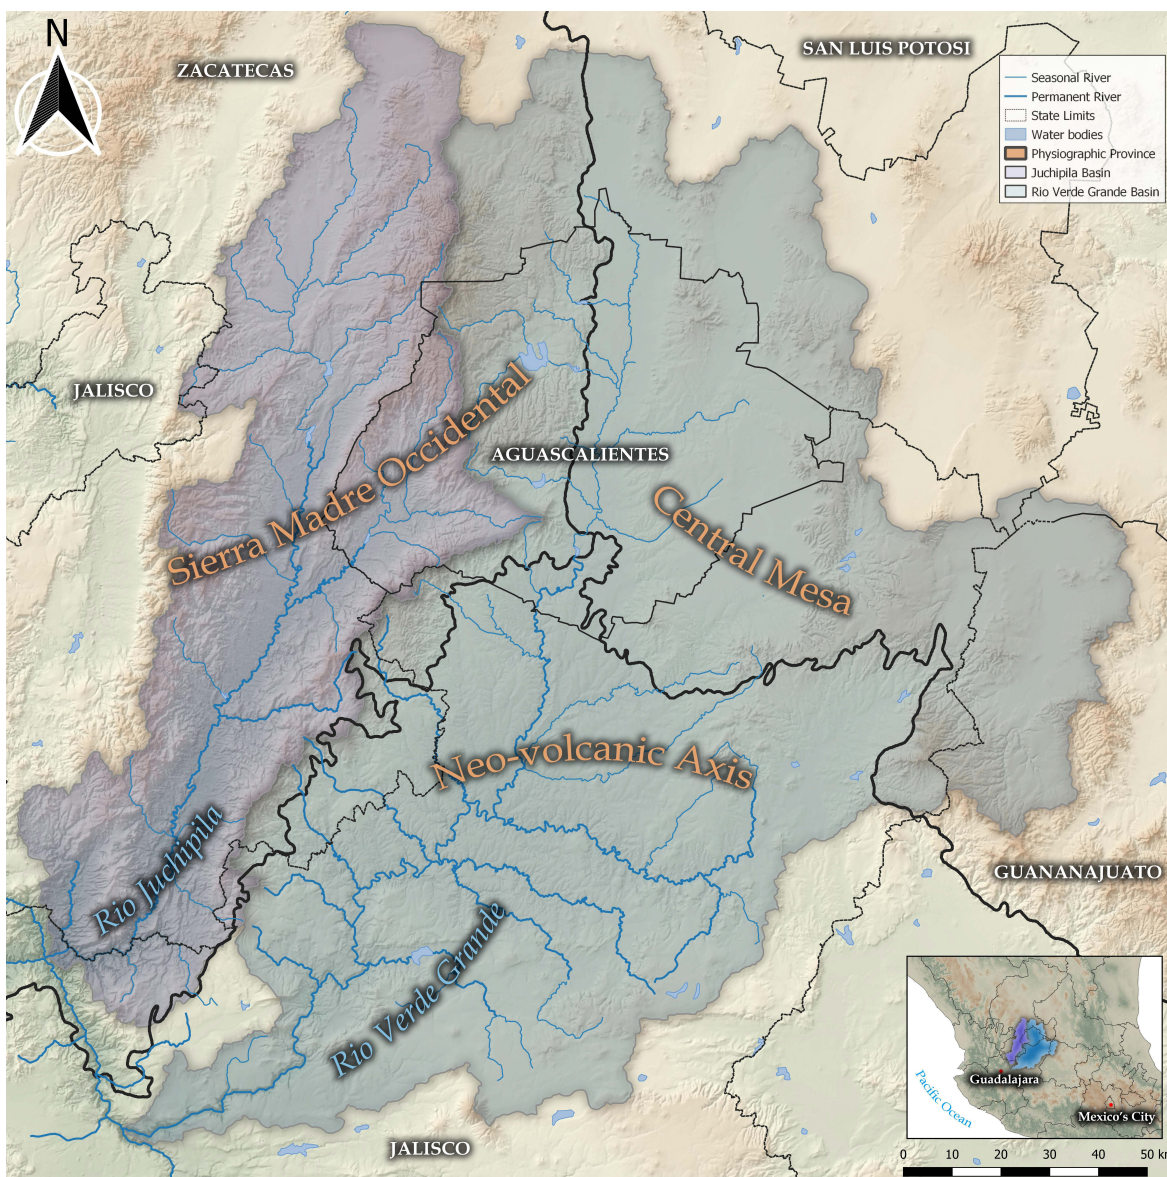 N
ZACATECAS
SAN LUIS POTOSI
Seasonal River
Permanent River
State Limits
Water bodies
Physiographic Province
Juchipila Basin
Rio Verde Grande Basin
JALISCO
Sierra Madre Occidental
AGUASCALIENTES
Central Mesa
Neo-volcanic Axis
Rio Juchipila
Rio Verde Grande
GUANANAJUATO
Guadalajara
Pacific Ocean
Mexico's City
JALISCO
0 10 20 30 40 50 km